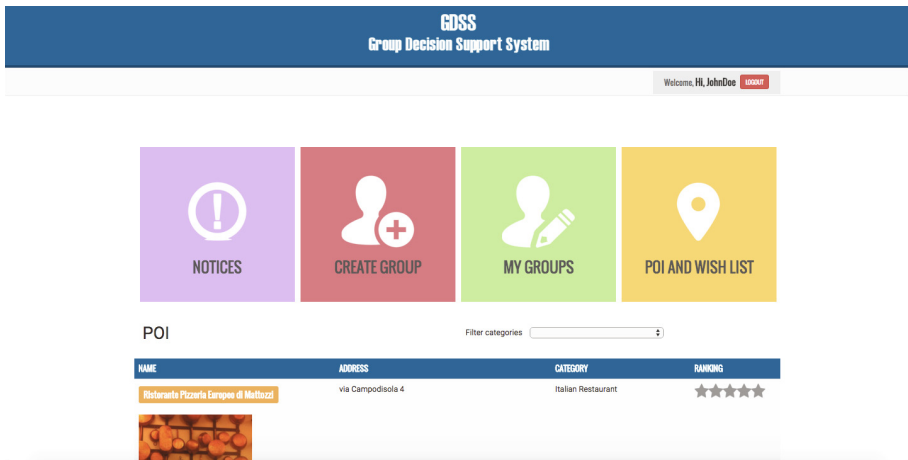 GDSS
Group Decision Support System
Welcome, Hi, JohnDoe LOGOUT
NOTICES
CREATE GROUP
MY GROUPS
POI AND WISH LIST
POI
Filter categories
NAME ADDRESS CATEGORY RANKING
Ristorante Pizzeria Europeo di Mattozzi via Campodisola 4 Italian Restaurant